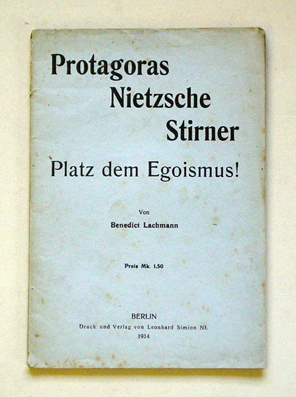 Protagoras
Nietzsche
Stirner
Platz dem Egoismus!
Von
Benedict Lachmann
Preis Mk. 1.50
BERLIN
Druck und Verlag von Leonhard Simion Nf.
1914